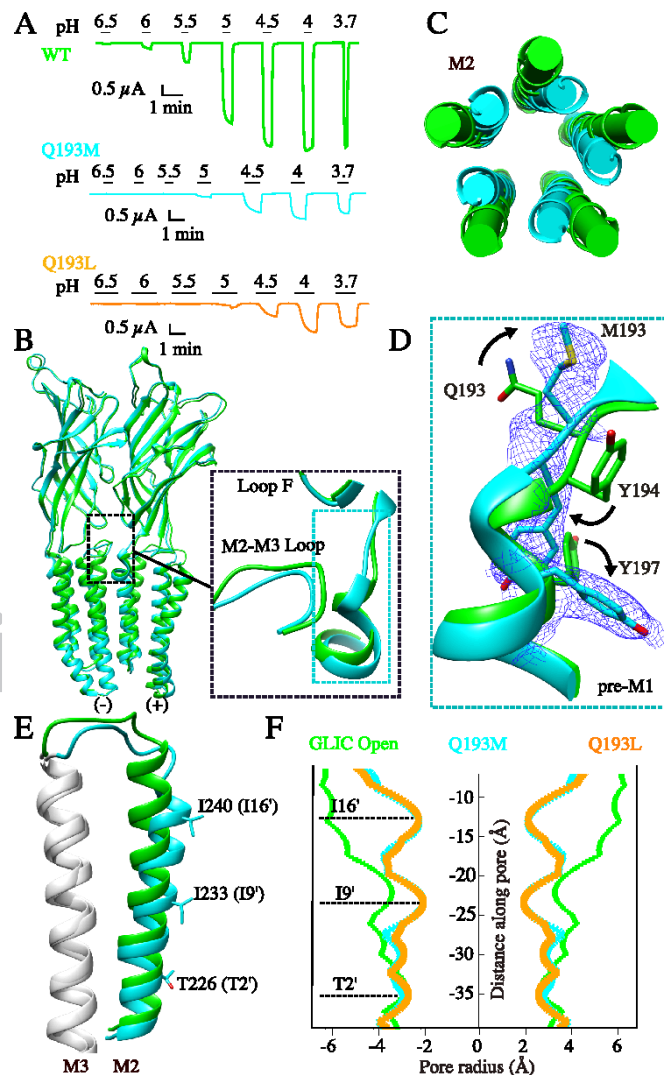 A
pH 6.5 6 5.5 5 4.5 4 3.7
WT
0.5 μA
1 min
Q193M
6.5 6 5.5 5 4.5 4 3.7
0.5 μA
1 min
Q193L
pH 6.5 6 5.5 5 4.5 4 3.7
0.5 μA
1 min
B
Loop F
M2-M3 Loop
(-) (+)
C
M2
D
M193
Q193
Y194
Y197
pre-M1
E
I240 (I16')
I233 (I9')
T226 (T2')
M3 M2
F
GLIC Open Q193M Q193L
I16'
I9'
T2'
-10
-15
-20
-25
-30
-35
Distance along pore (Å)
-6 -4 -2 0 2 4 6
Pore radius (Å)